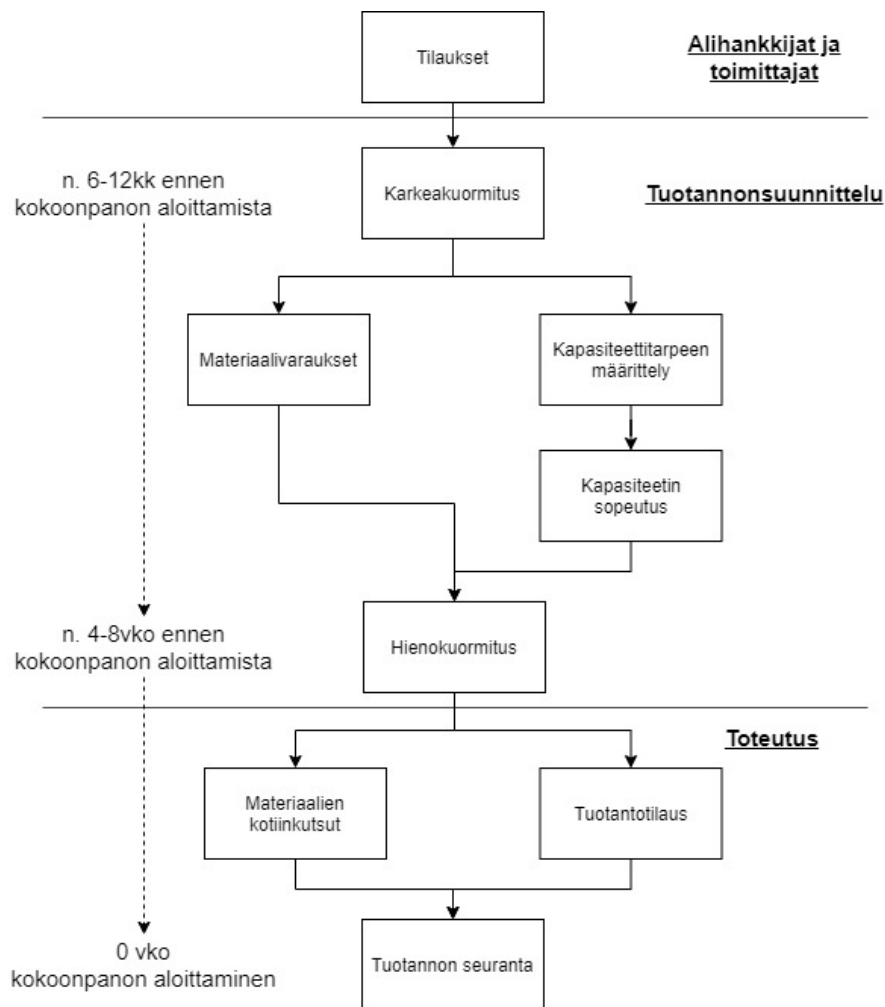 Tilaukset
Alihankkijat ja
toimittajat
n. 6-12kk ennen
kokoonpanon aloittamista
Karkeakuormitus
Tuotannonsuunnittelu
Materiaalivaraukset
Kapasiteettitarpeen
määrittely
Kapasiteetin
sopeutus
n. 4-8vko ennen
kokoonpanon aloittamista
Hienokuormitus
Toteutus
Materiaalien
kotiinkutsut
Tuotantotilaus
0 vko
kokoonpanon aloittaminen
Tuotannon seuranta